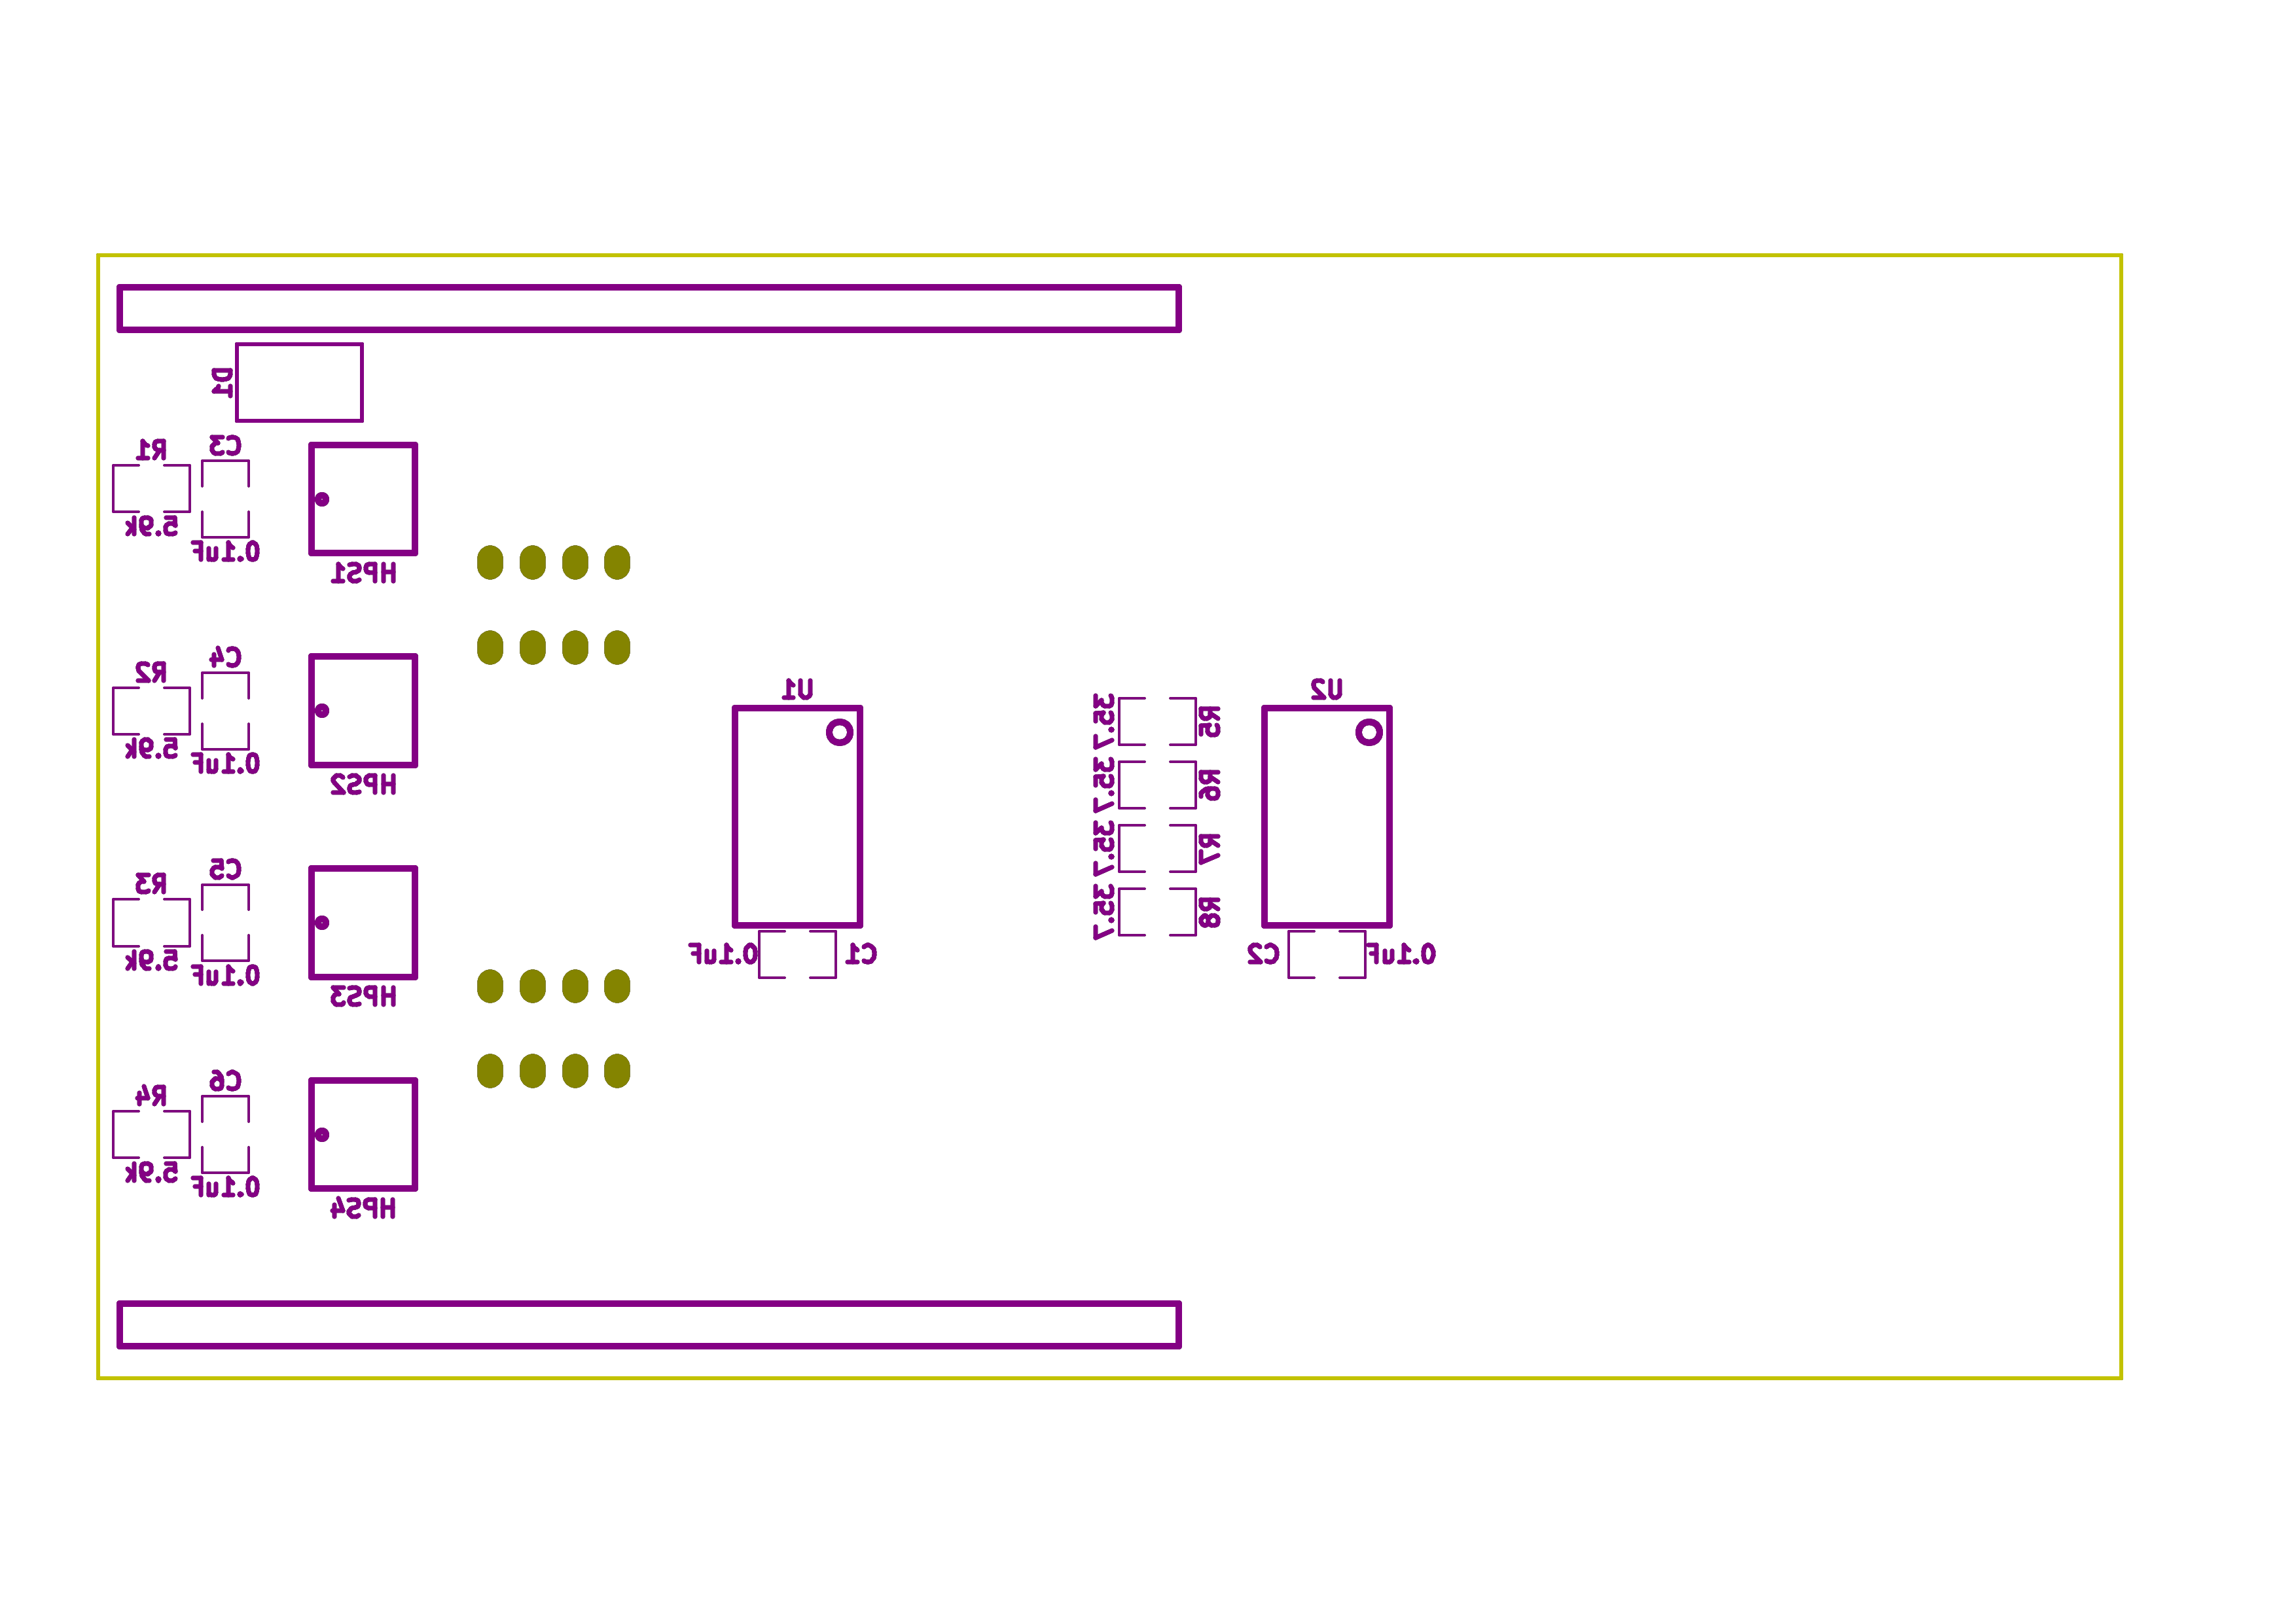 D1
R1
C3
5.9k
0.1uF
HPS1
R2
C4
5.9k
0.1uF
HPS2
R3
C5
5.9k
0.1uF
HPS3
R4
C6
5.9k
0.1uF
HPS4
U1
0.1uF
C1
35.7
R5
35.7
R6
35.7
R7
35.7
R8
U2
C2
0.1uF